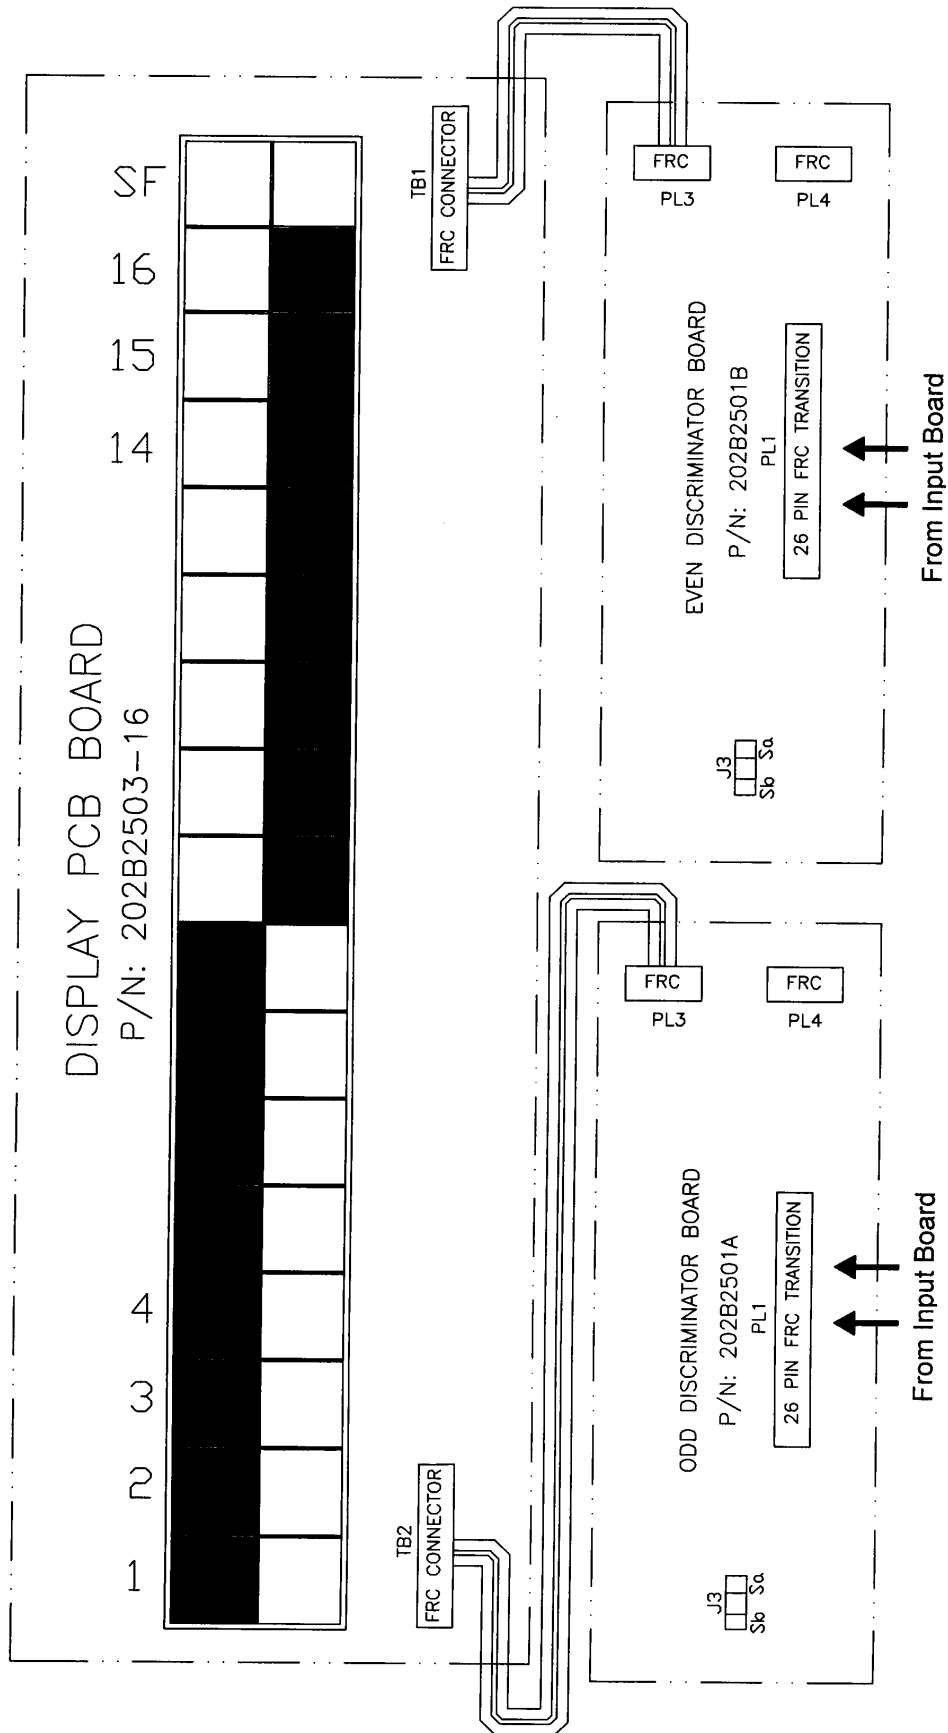 DISPLAY PCB BOARD
P/N: 202B2503-16
1 2 3 4 14 15 16 SF
TB2
FRC CONNECTOR
TB1
FRC CONNECTOR
J3
Sb Sa
ODD DISCRIMINATOR BOARD
P/N: 202B2501A
PL1
26 PIN FRC TRANSITION
FRC
PL3
FRC
PL4
From Input Board
J3
Sb Sa
EVEN DISCRIMINATOR BOARD
P/N: 202B2501B
PL1
26 PIN FRC TRANSITION
FRC
PL3
FRC
PL4
From Input Board